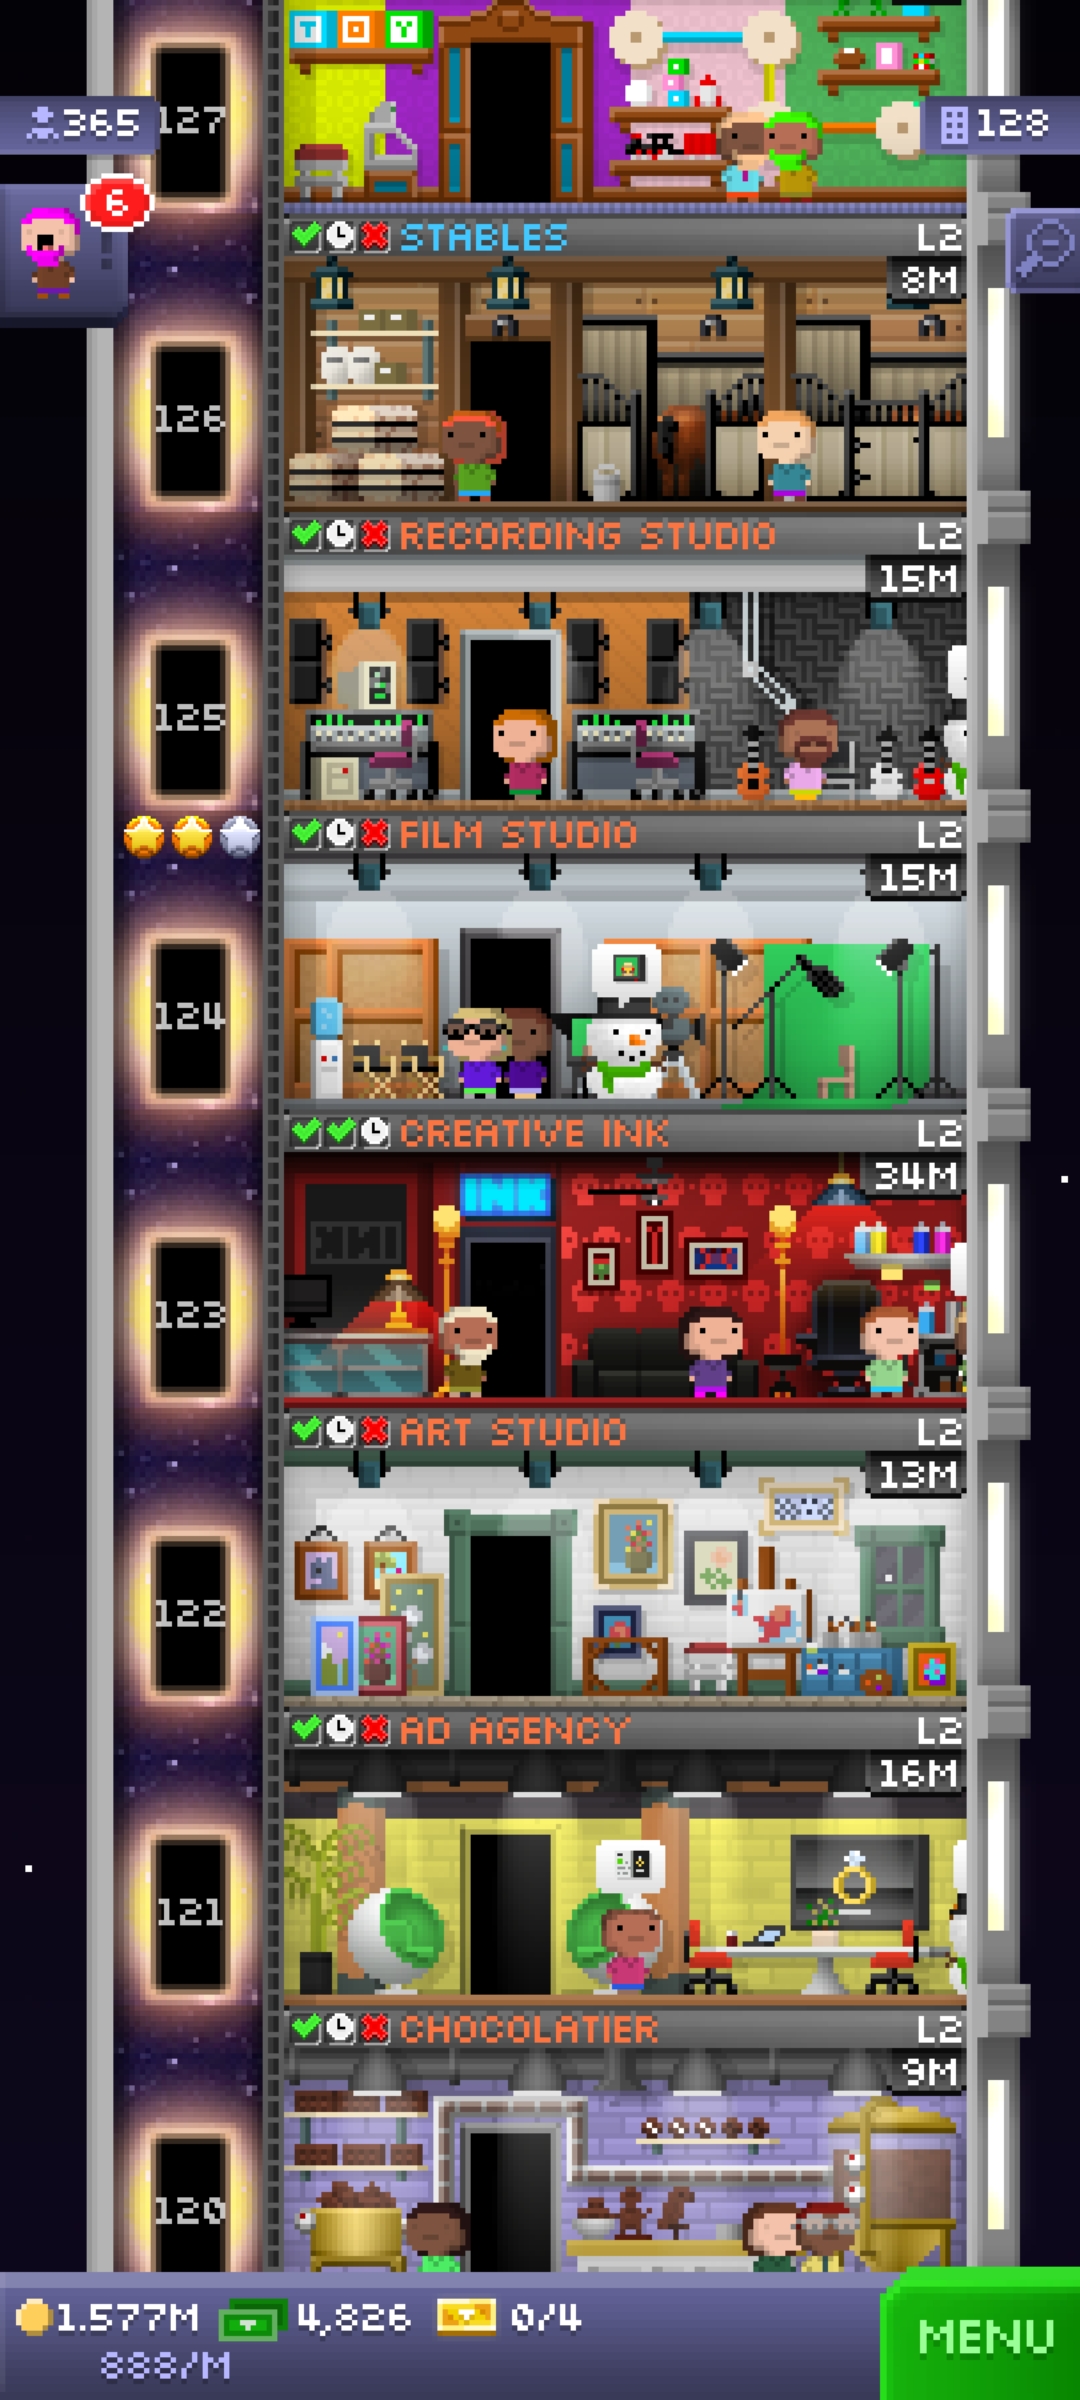 T O Y
127
365
128
6
STABLES L2
8M
126
RECORDING STUDIO L2
15M
125
FILM STUDIO L2
15M
124
CREATIVE INK L2
34M
INK
INK
123
ART STUDIO L2
13M
122
AD AGENCY L2
16M
121
CHOCOLATIER L2
9M
120
1.577M 4,826 0/4
888/M
MENU